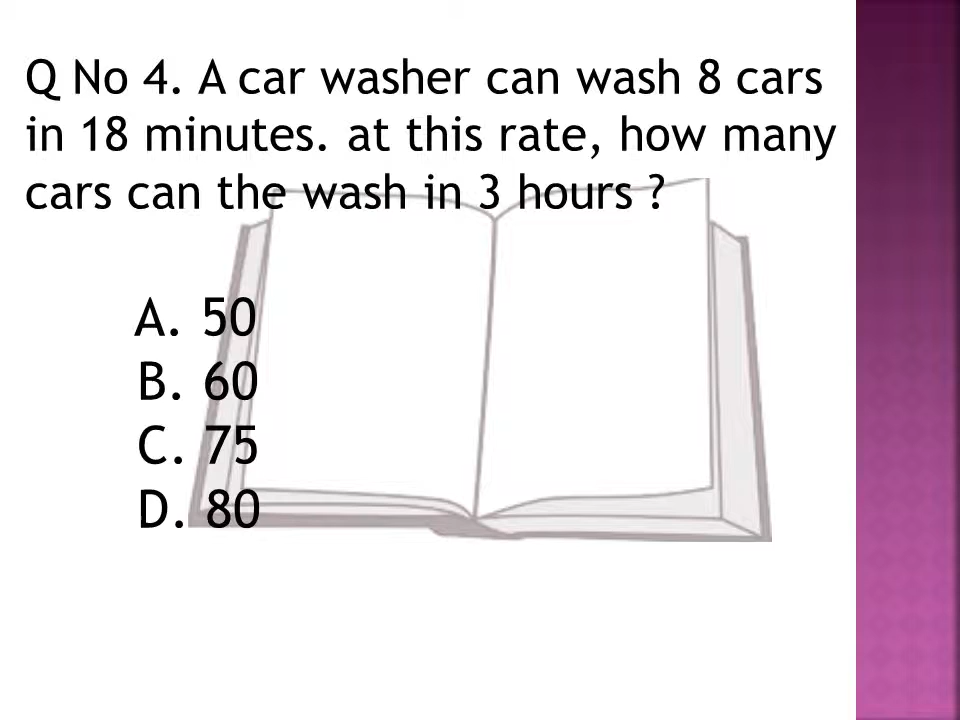 Q No 4. A car washer can wash 8 cars
in 18 minutes. at this rate, how many
cars can the wash in 3 hours ?
A. 50
B. 60
C. 75
D. 80